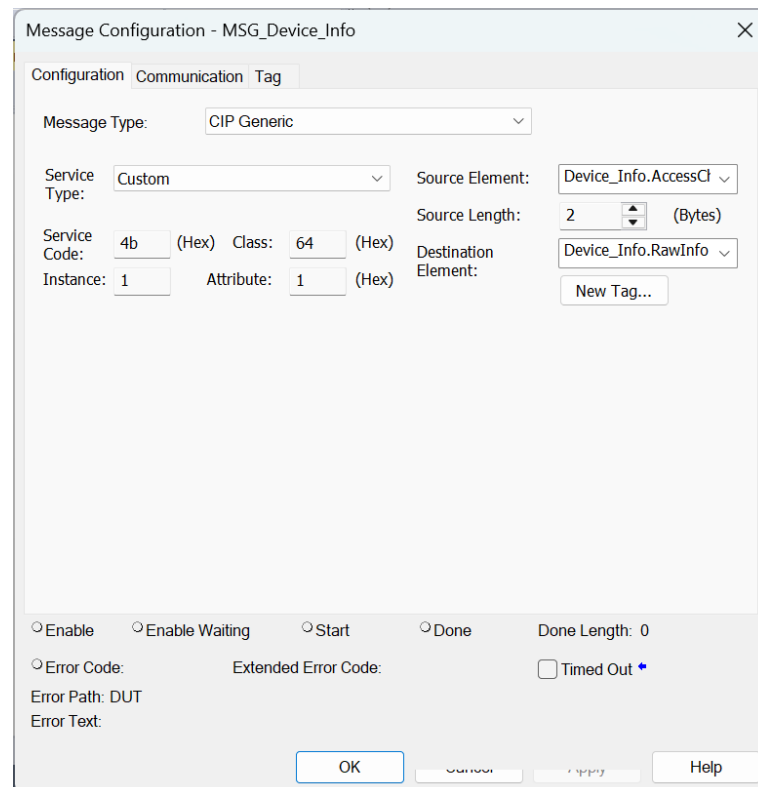 Message Configuration - MSG_Device_Info
Configuration Communication Tag
Message Type: CIP Generic
Service Type: Custom
Source Element: Device_Info.AccessCh
Source Length: 2 (Bytes)
Service Code: 4b (Hex) Class: 64 (Hex)
Destination Element: Device_Info.RawInfo
Instance: 1 Attribute: 1 (Hex)
New Tag...
Enable Enable Waiting Start Done Done Length: 0
Error Code: Extended Error Code: Timed Out
Error Path: DUT
Error Text:
OK Cancel Apply Help